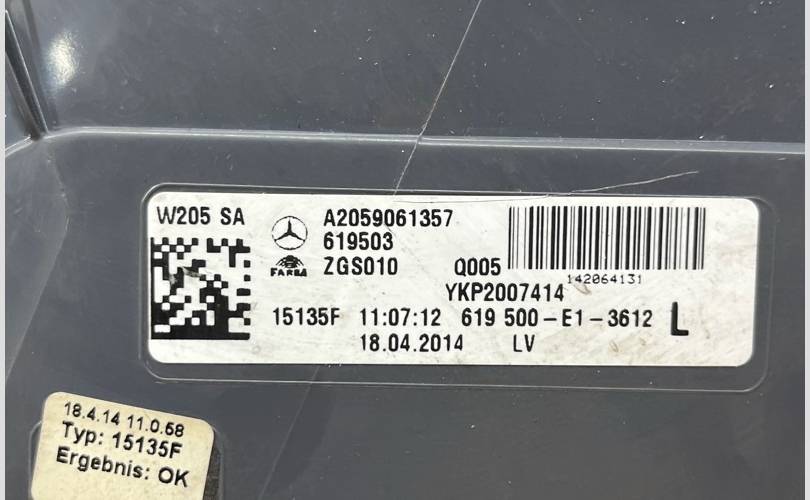 W205 SA
A2059061357
619503
FARBA
ZGS010
Q005
142064131
YKP2007414
15135F 11:07:12 619 500-E1-3612 L
18.04.2014 LV
18.4.14 11.0.58
Typ: 15135F
Ergebnis: OK